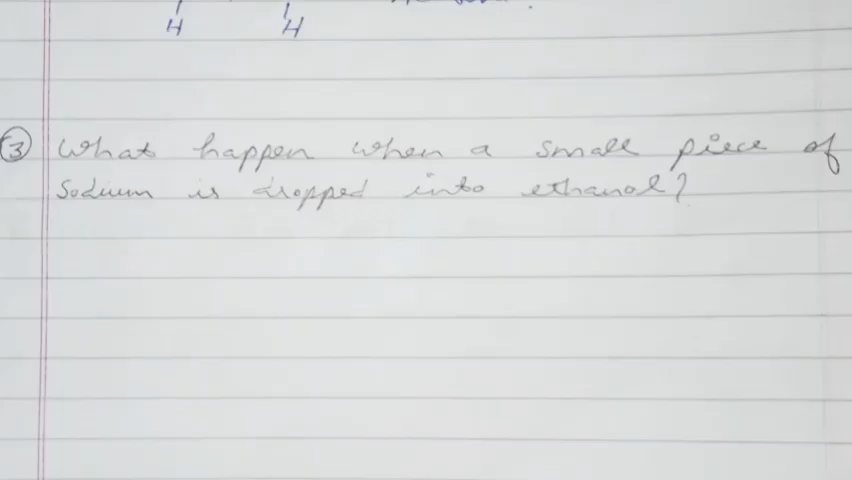 H H
③ What happen when a small piece of
Sodium is dropped into ethanol?